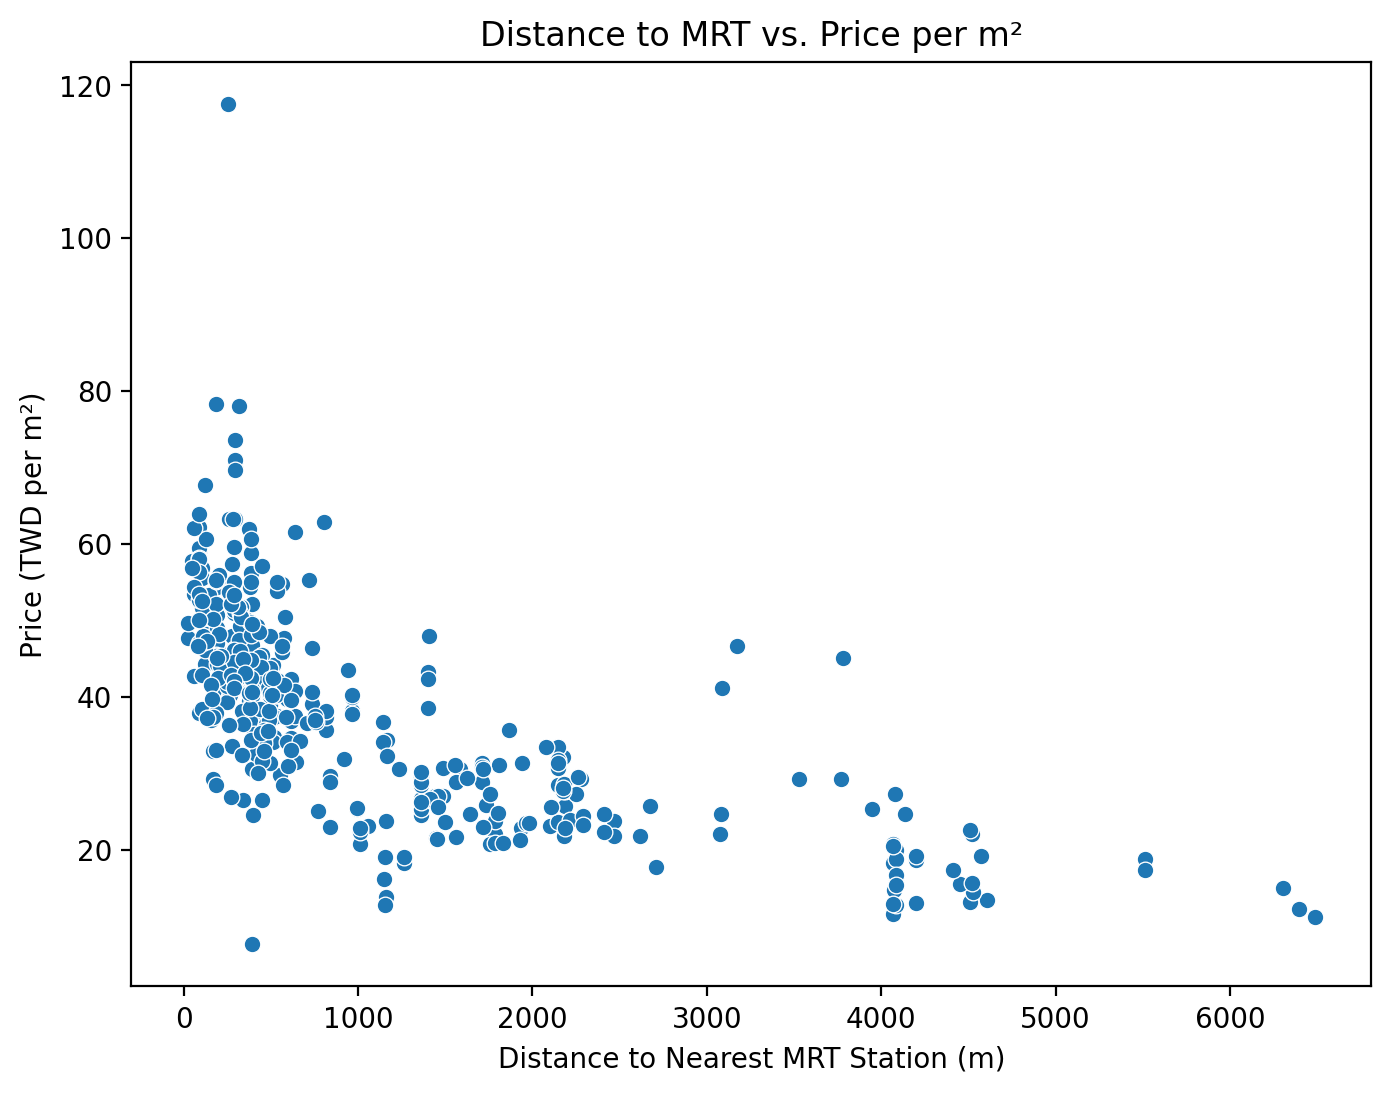 Distance to MRT vs. Price per m²
120
100
80
60
40
20
Price (TWD per m²)
0 1000 2000 3000 4000 5000 6000
Distance to Nearest MRT Station (m)